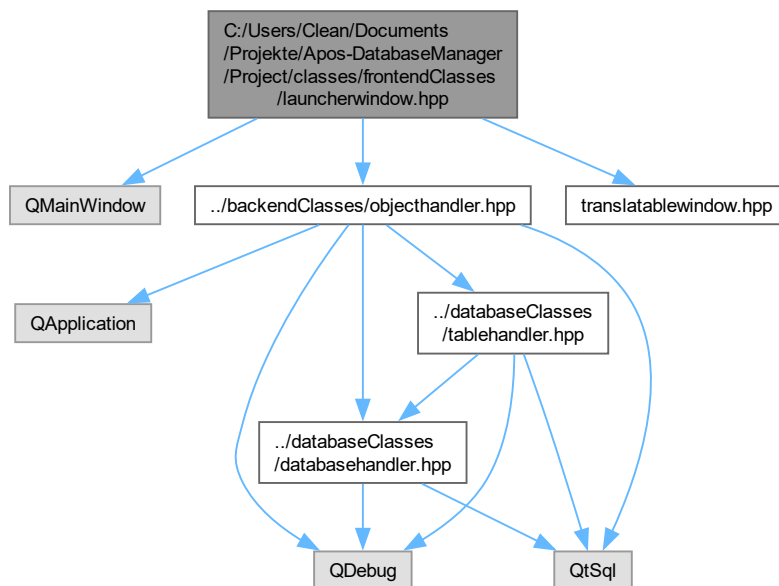 C:/Users/Clean/Documents
/Projekte/Apos-DatabaseManager
/Project/classes/frontendClasses
/launcherwindow.hpp
QMainWindow
../backendClasses/objecthandler.hpp
translatablewindow.hpp
QApplication
../databaseClasses
/tablehandler.hpp
../databaseClasses
/databasehandler.hpp
QDebug
QtSql